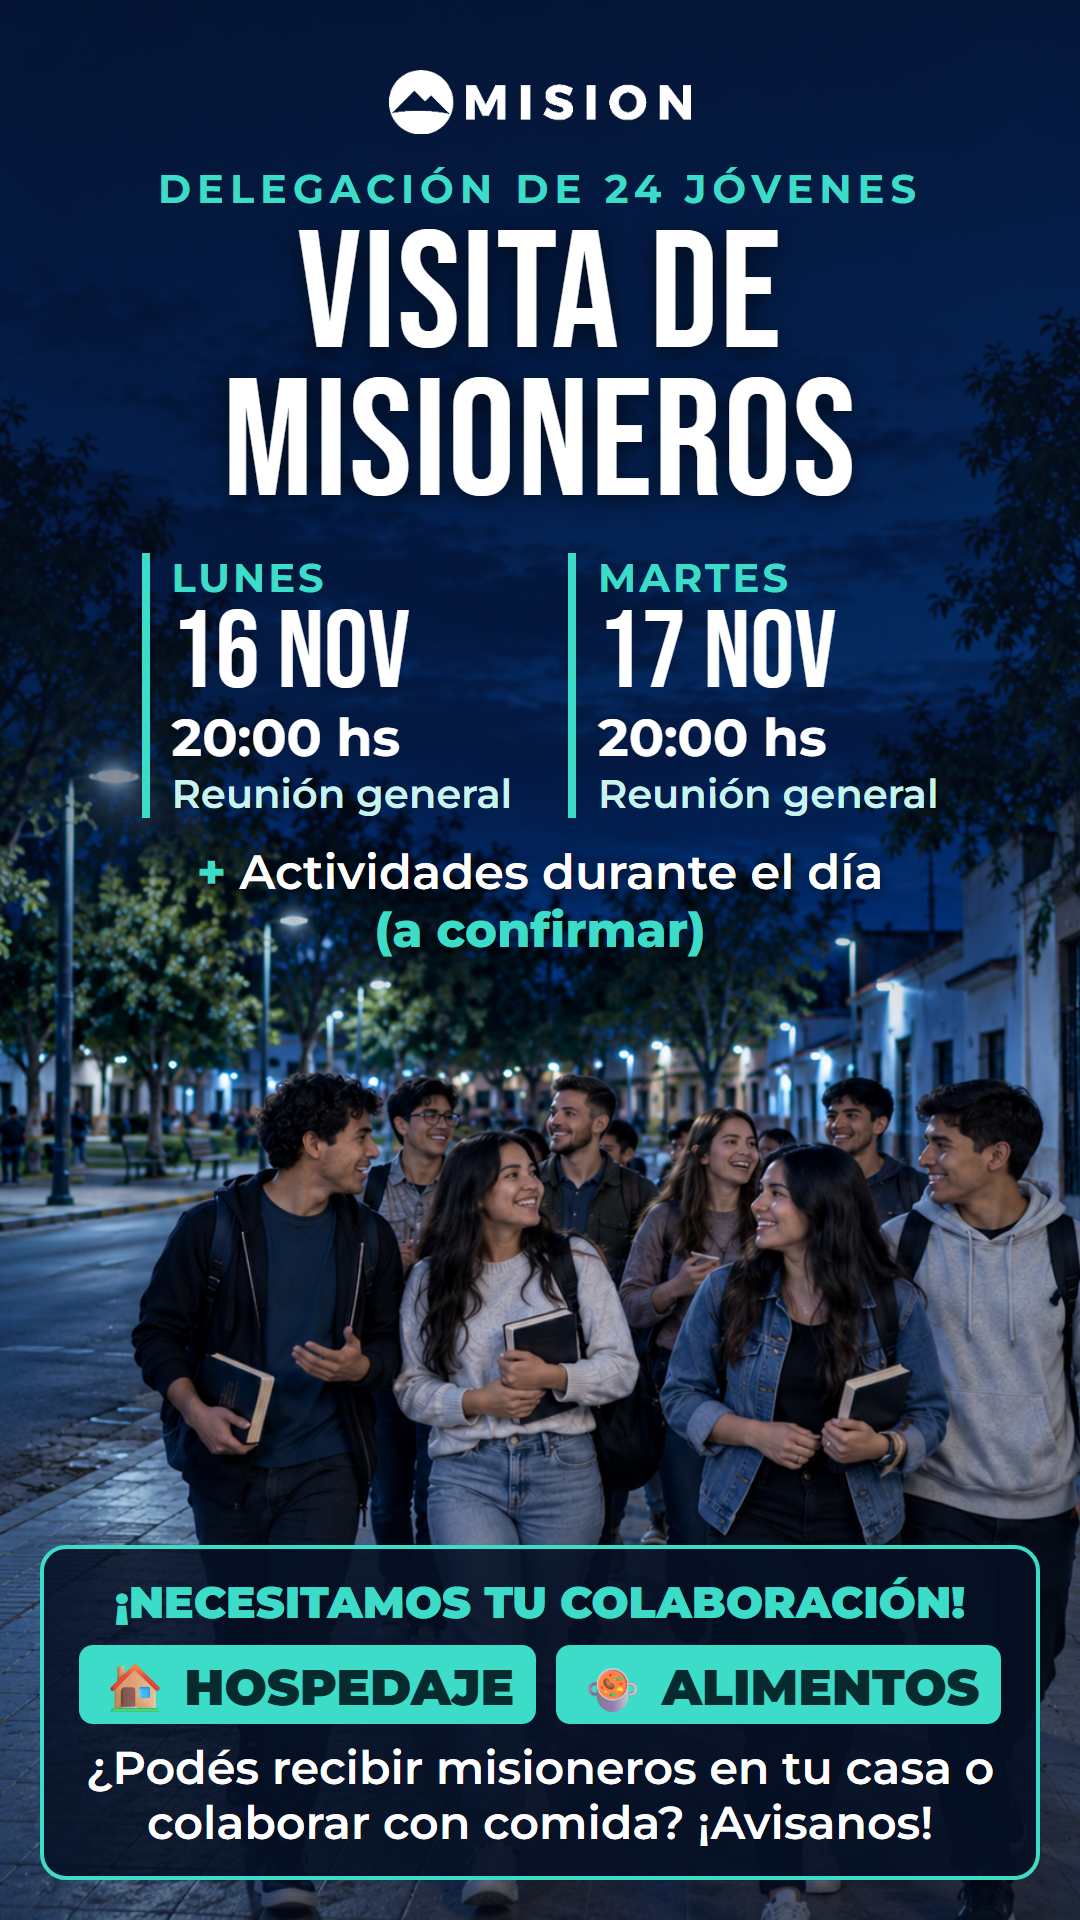 MISION
DELEGACIÓN DE 24 JÓVENES
VISITA DE
MISIONEROS
LUNES
16 NOV
20:00 hs
Reunión general
MARTES
17 NOV
20:00 hs
Reunión general
+ Actividades durante el día
(a confirmar)
¡NECESITAMOS TU COLABORACIÓN!
HOSPEDAJE
ALIMENTOS
¿Podés recibir misioneros en tu casa o
colaborar con comida? ¡Avisanos!